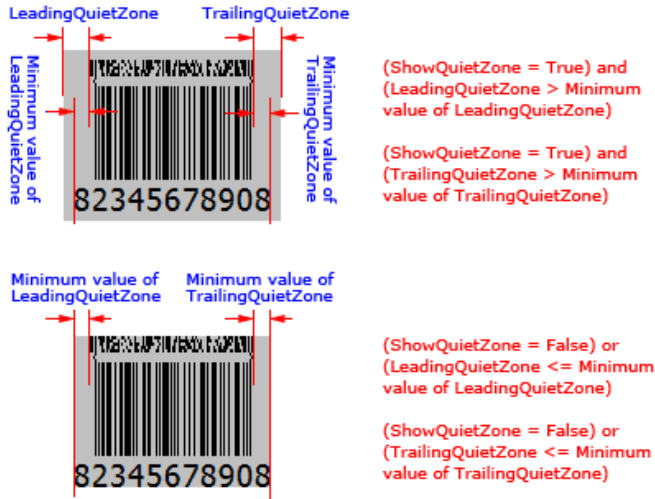 LeadingQuietZone
TrailingQuietZone
Minimum value of
LeadingQuietZone
Minimum value of
TrailingQuietZone
82345678908
(ShowQuietZone = True) and
(LeadingQuietZone > Minimum
value of LeadingQuietZone)
(ShowQuietZone = True) and
(TrailingQuietZone > Minimum
value of TrailingQuietZone)
Minimum value of
LeadingQuietZone
Minimum value of
TrailingQuietZone
82345678908
(ShowQuietZone = False) or
(LeadingQuietZone <= Minimum
value of LeadingQuietZone)
(ShowQuietZone = False) or
(TrailingQuietZone <= Minimum
value of TrailingQuietZone)